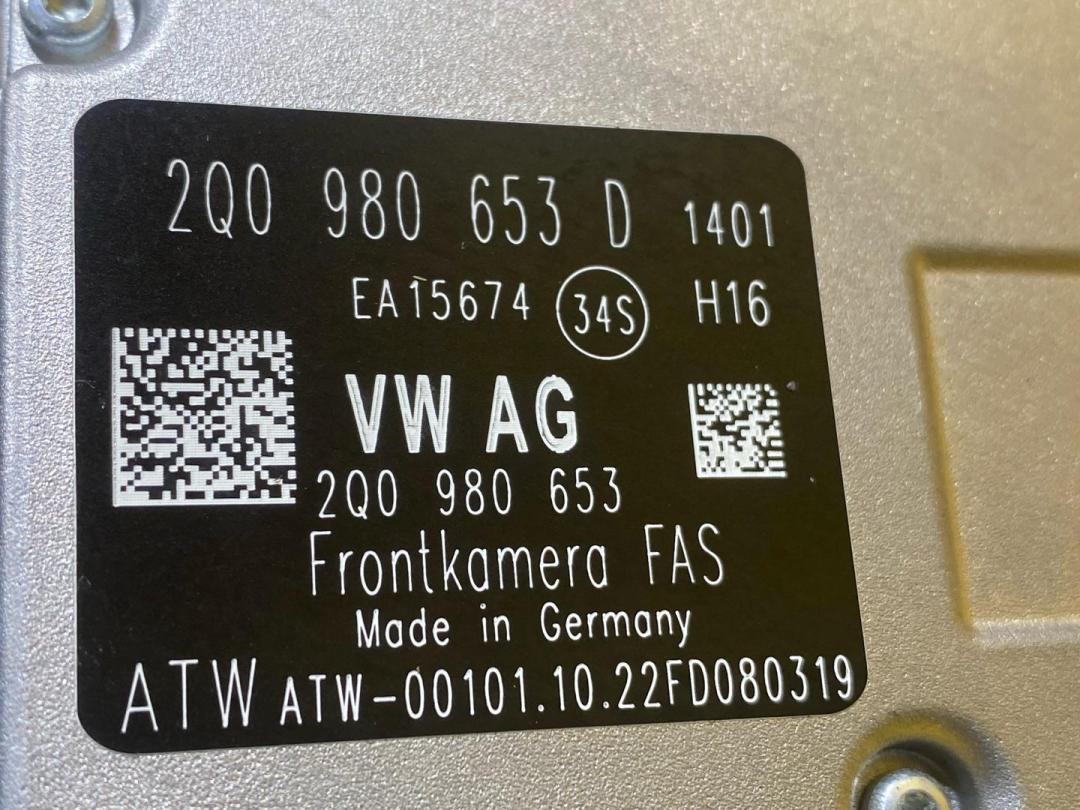 2Q0 980 653 D 1401
EA15674 34S H16
VW AG
2Q0 980 653
Frontkamera FAS
Made in Germany
ATW ATW-00101.10.22FD080319